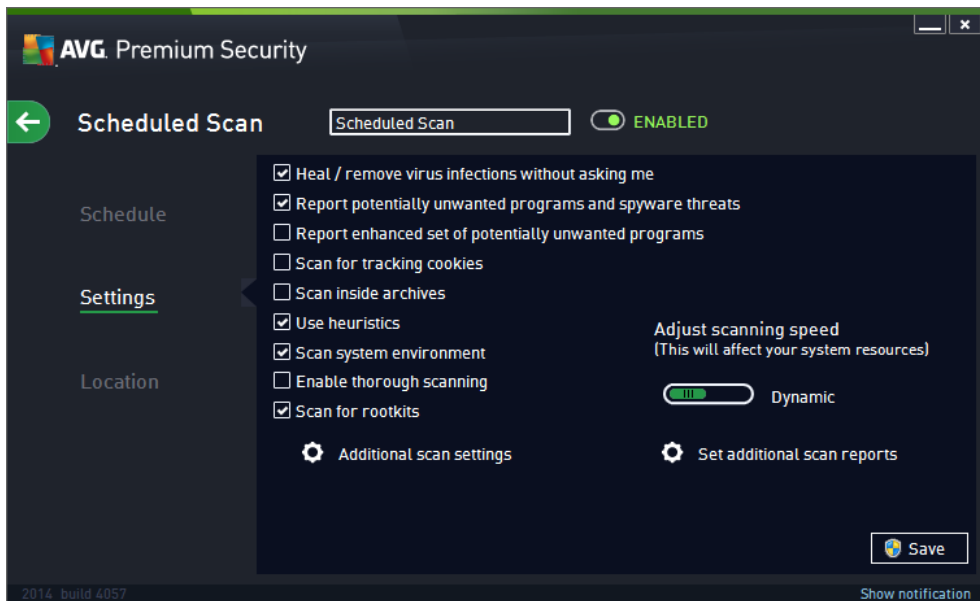 AVG. Premium Security
Scheduled Scan
Scheduled Scan
ENABLED
Schedule
Settings
Location
Heal / remove virus infections without asking me
Report potentially unwanted programs and spyware threats
Report enhanced set of potentially unwanted programs
Scan for tracking cookies
Scan inside archives
Use heuristics
Scan system environment
Enable thorough scanning
Scan for rootkits
Adjust scanning speed
(This will affect your system resources)
Dynamic
Additional scan settings
Set additional scan reports
Save
2014 build 4057
Show notification